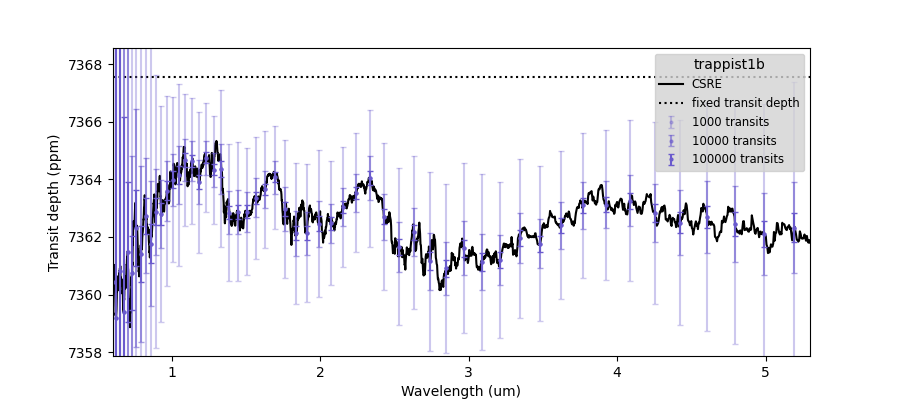 7368
7366
7364
7362
7360
7358
Transit depth (ppm)
trappist1b
CSRE
fixed transit depth
1000 transits
10000 transits
100000 transits
1 2 3 4 5
Wavelength (um)